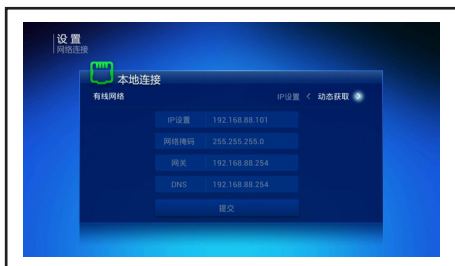 设置
网络连接
本地连接
有线网络 IP设置 < 动态获取
IP设置 192.168.88.101
网络掩码 255.255.255.0
网关 192.168.88.254
DNS 192.168.88.254
提交